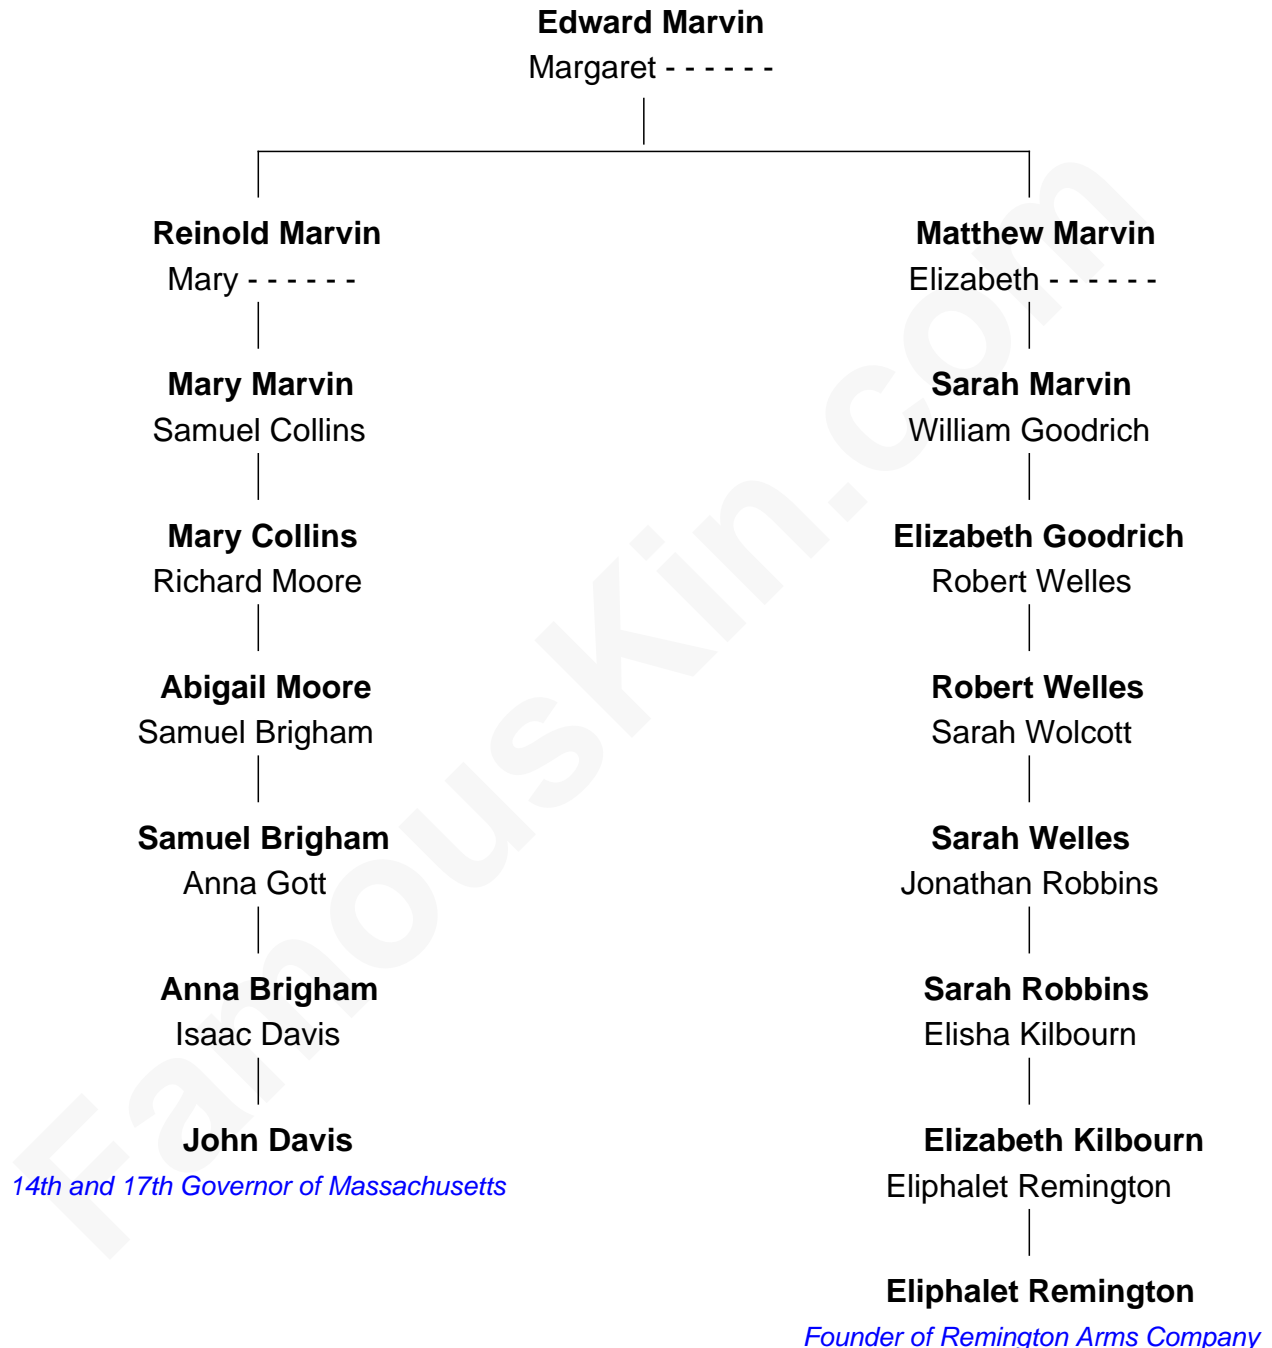 Edward Marvin
Margaret - - - - - -
Reinold Marvin
Mary - - - - - -
Matthew Marvin
Elizabeth - - - - - -
Mary Marvin
Samuel Collins
Sarah Marvin
William Goodrich
Mary Collins
Richard Moore
Elizabeth Goodrich
Robert Welles
Abigail Moore
Samuel Brigham
Robert Welles
Sarah Wolcott
Samuel Brigham
Anna Gott
Sarah Welles
Jonathan Robbins
Anna Brigham
Isaac Davis
Sarah Robbins
Elisha Kilbourn
John Davis
14th and 17th Governor of Massachusetts
Elizabeth Kilbourn
Eliphalet Remington
Eliphalet Remington
Founder of Remington Arms Company
FamousKin.com